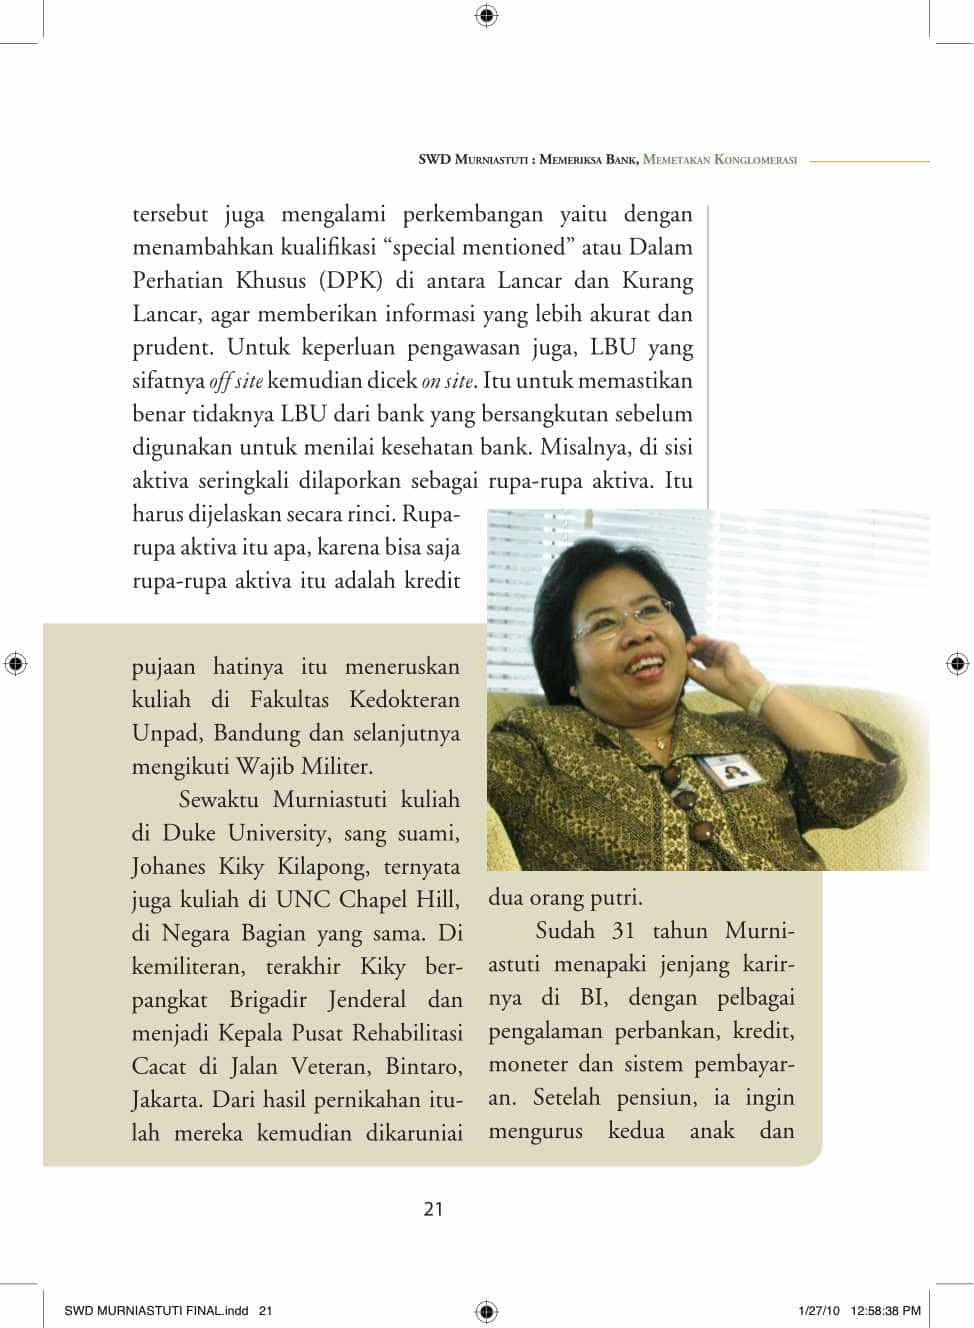 SWD Murniastuti : Memeriksa Bank, Memetakan Konglomerasi
tersebut juga mengalami perkembangan yaitu dengan
menambahkan kualifikasi “special mentioned” atau Dalam
Perhatian Khusus (DPK) di antara Lancar dan Kurang
Lancar, agar memberikan informasi yang lebih akurat dan
prudent. Untuk keperluan pengawasan juga, LBU yang
sifatnya off site kemudian dicek on site. Itu untuk memastikan
benar tidaknya LBU dari bank yang bersangkutan sebelum
digunakan untuk menilai kesehatan bank. Misalnya, di sisi
aktiva seringkali dilaporkan sebagai rupa-rupa aktiva. Itu
harus dijelaskan secara rinci. Rupa-
rupa aktiva itu apa, karena bisa saja
rupa-rupa aktiva itu adalah kredit
pujaan hatinya itu meneruskan
kuliah di Fakultas Kedokteran
Unpad, Bandung dan selanjutnya
mengikuti Wajib Militer.
Sewaktu Murniastuti kuliah
di Duke University, sang suami,
Johanes Kiky Kilapong, ternyata
juga kuliah di UNC Chapel Hill,
di Negara Bagian yang sama. Di
kemiliteran, terakhir Kiky ber-
pangkat Brigadir Jenderal dan
menjadi Kepala Pusat Rehabilitasi
Cacat di Jalan Veteran, Bintaro,
Jakarta. Dari hasil pernikahan itu-
lah mereka kemudian dikaruniai
dua orang putri.
Sudah 31 tahun Murni-
astuti menapaki jenjang karir-
nya di BI, dengan pelbagai
pengalaman perbankan, kredit,
moneter dan sistem pembayar-
an. Setelah pensiun, ia ingin
mengurus kedua anak dan
21
SWD MURNIASTUTI FINAL.indd 21
1/27/10 12:58:38 PM